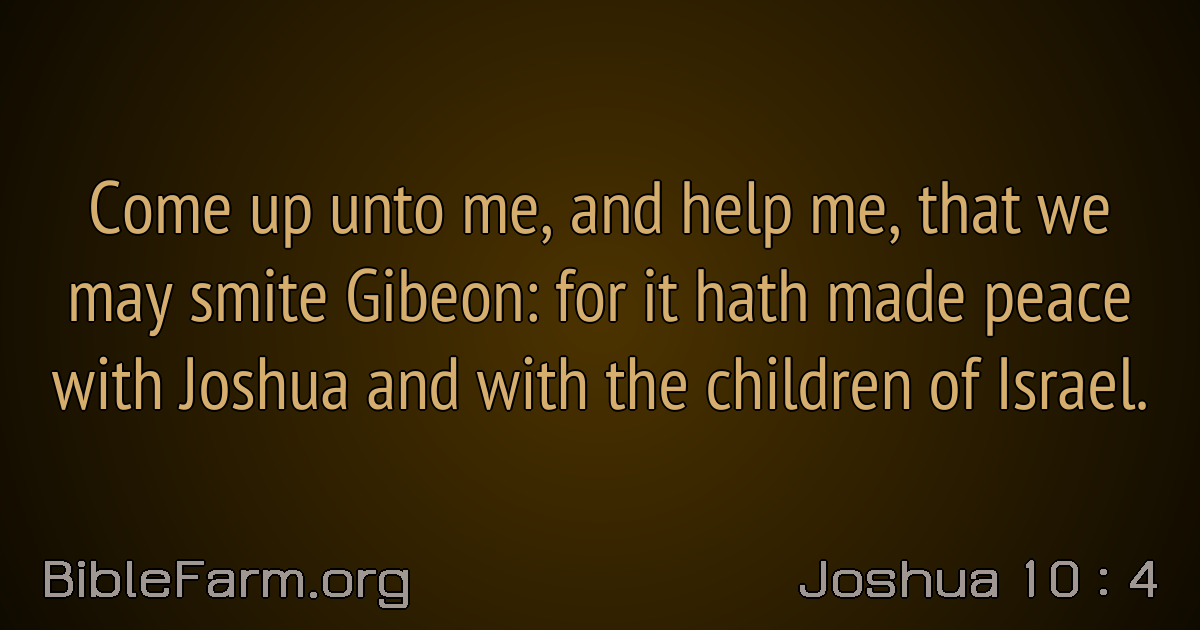 Come up unto me, and help me, that we
may smite Gibeon: for it hath made peace
with Joshua and with the children of Israel.
BibleFarm.org
Joshua 10 : 4